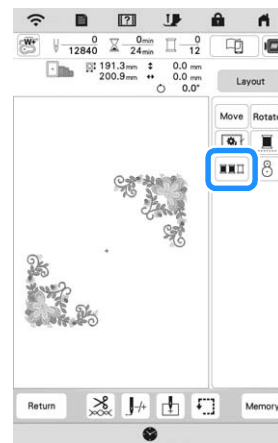 W+
0
12840
0min
24min
0
12
191.3mm 0.0 mm
200.9mm 0.0 mm
0.0°
Layout
Move Rotate
Return
Memory